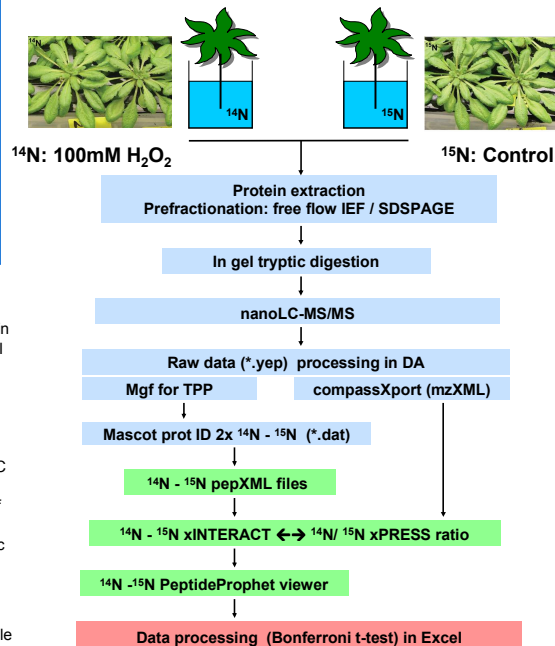 ¹⁴N
¹⁴N
¹⁵N
¹⁵N
¹⁴N: 100mM H₂O₂
¹⁵N: Control
Protein extraction
Prefractionation: free flow IEF / SDSPAGE
In gel tryptic digestion
nanoLC-MS/MS
Raw data (*.yep) processing in DA
Mgf for TPP
compassXport (mzXML)
Mascot prot ID 2x ¹⁴N - ¹⁵N (*.dat)
¹⁴N - ¹⁵N pepXML files
¹⁴N - ¹⁵N xINTERACT ←→ ¹⁴N/ ¹⁵N xPRESS ratio
¹⁴N -¹⁵N PeptideProphet viewer
Data processing (Bonferroni t-test) in Excel